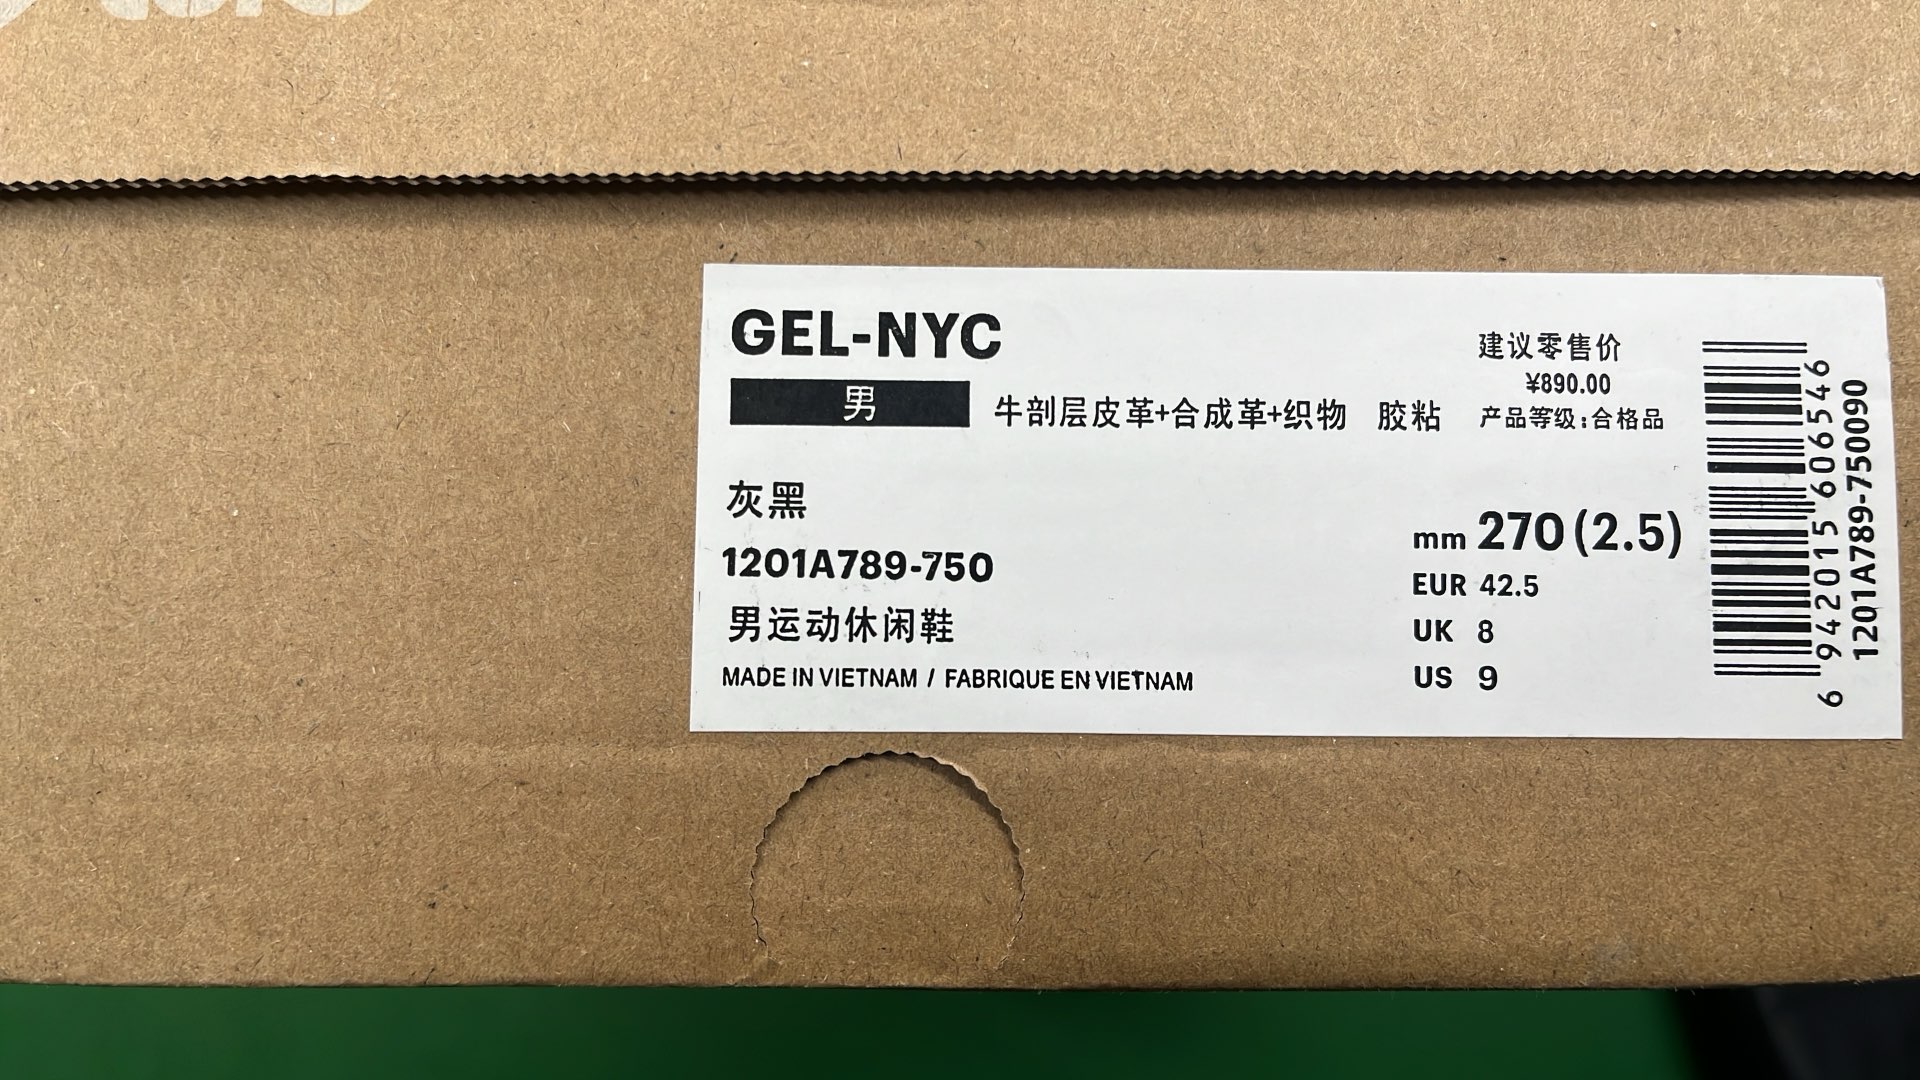 GEL-NYC
男
牛剖层皮革+合成革+织物 胶粘
建议零售价
¥890.00
产品等级:合格品
灰黑
1201A789-750
男运动休闲鞋
MADE IN VIETNAM / FABRIQUE EN VIETNAM
mm 270 (2.5)
EUR 42.5
UK 8
US 9
6 942015 606546
1201A789-750090